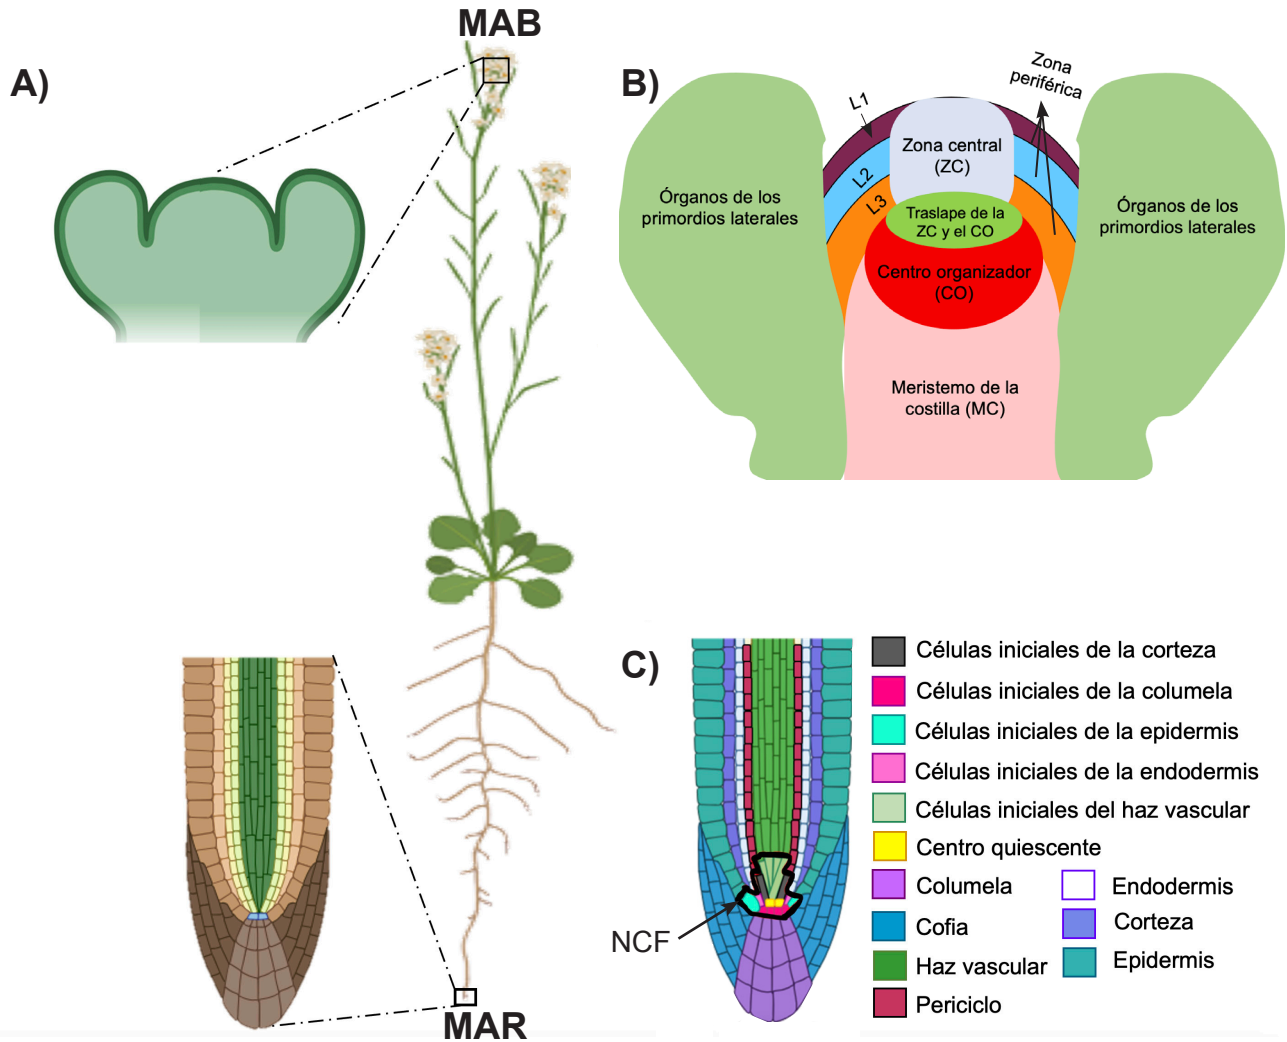 MAB
A)
B)
Zona
periférica
L1
Zona central
(ZC)
L2
L3
Órganos de los
primordios laterales
Traslape de la
ZC y el CO
Órganos de los
primordios laterales
Centro organizador
(CO)
Meristemo de la
costilla (MC)
C)
Células iniciales de la corteza
Células iniciales de la columela
Células iniciales de la epidermis
Células iniciales de la endodermis
Células iniciales del haz vascular
Centro quiescente
Columela
Endodermis
Cofia
Corteza
Haz vascular
Epidermis
Periciclo
NCF
MAR